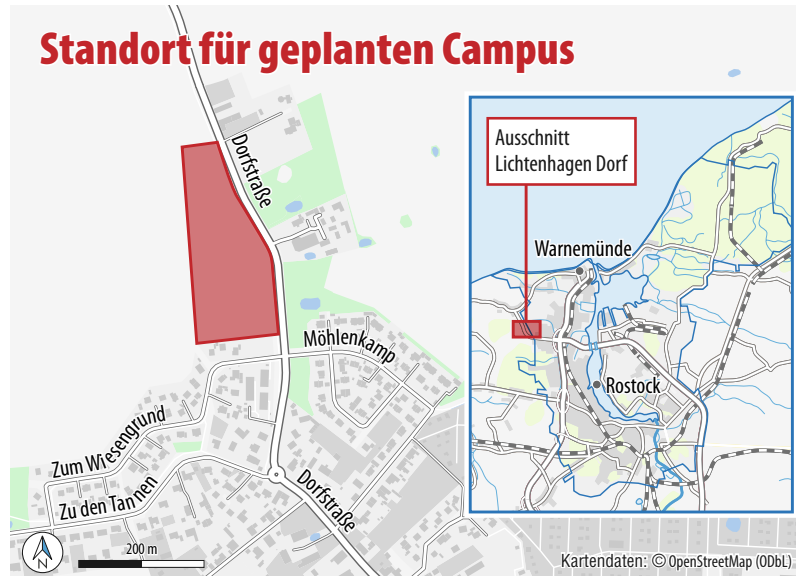 Standort für geplanten Campus
Dorfstraße
Ausschnitt
Lichtenhagen Dorf
Warnemünde
Rostock
Möhlenkamp
Zum Wiesengrund
Zu den Tannen
Dorfstraße
N
200 m
Kartendaten: © OpenStreetMap (ODbL)